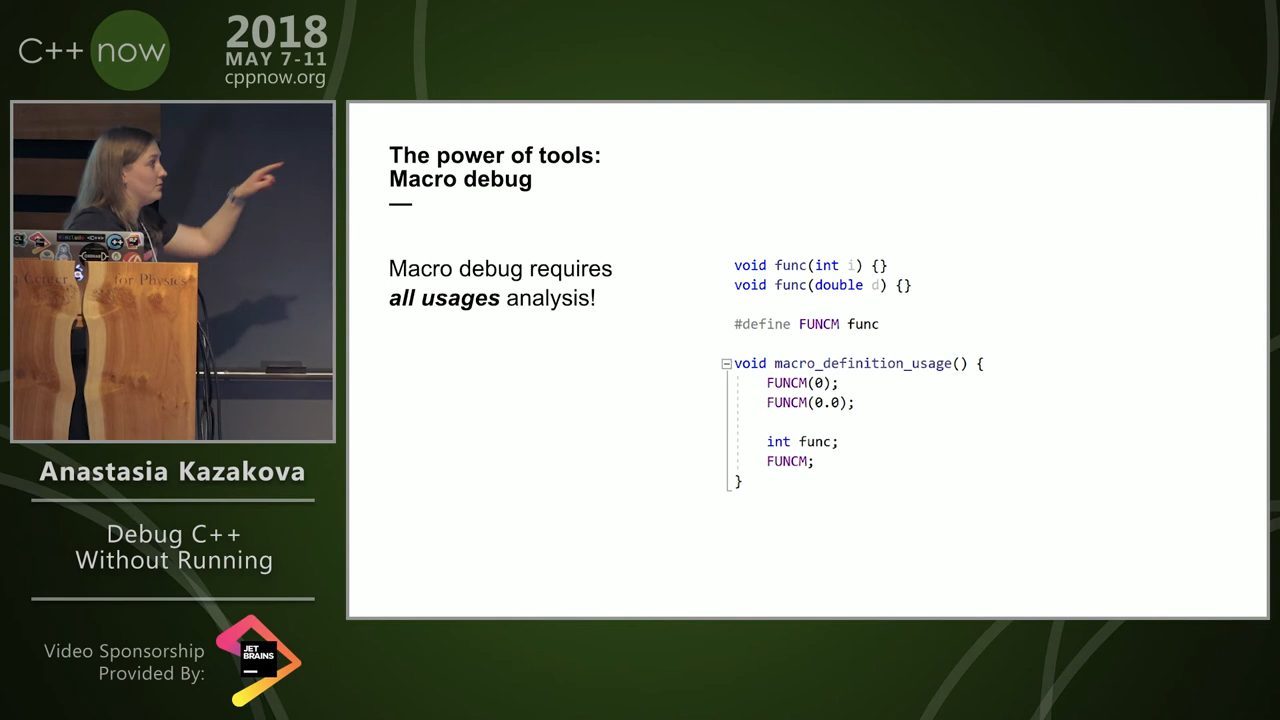 C++ now
2018
MAY 7-11
cppnow.org
for Physics
Anastasia Kazakova
Debug C++
Without Running
Video Sponsorship
Provided By:
JET
BRAINS
The power of tools:
Macro debug
Macro debug requires
all usages analysis!
void func(int i) {}
void func(double d) {}
#define FUNCM func
void macro_definition_usage() {
FUNCM(0);
FUNCM(0.0);
int func;
FUNCM;
}